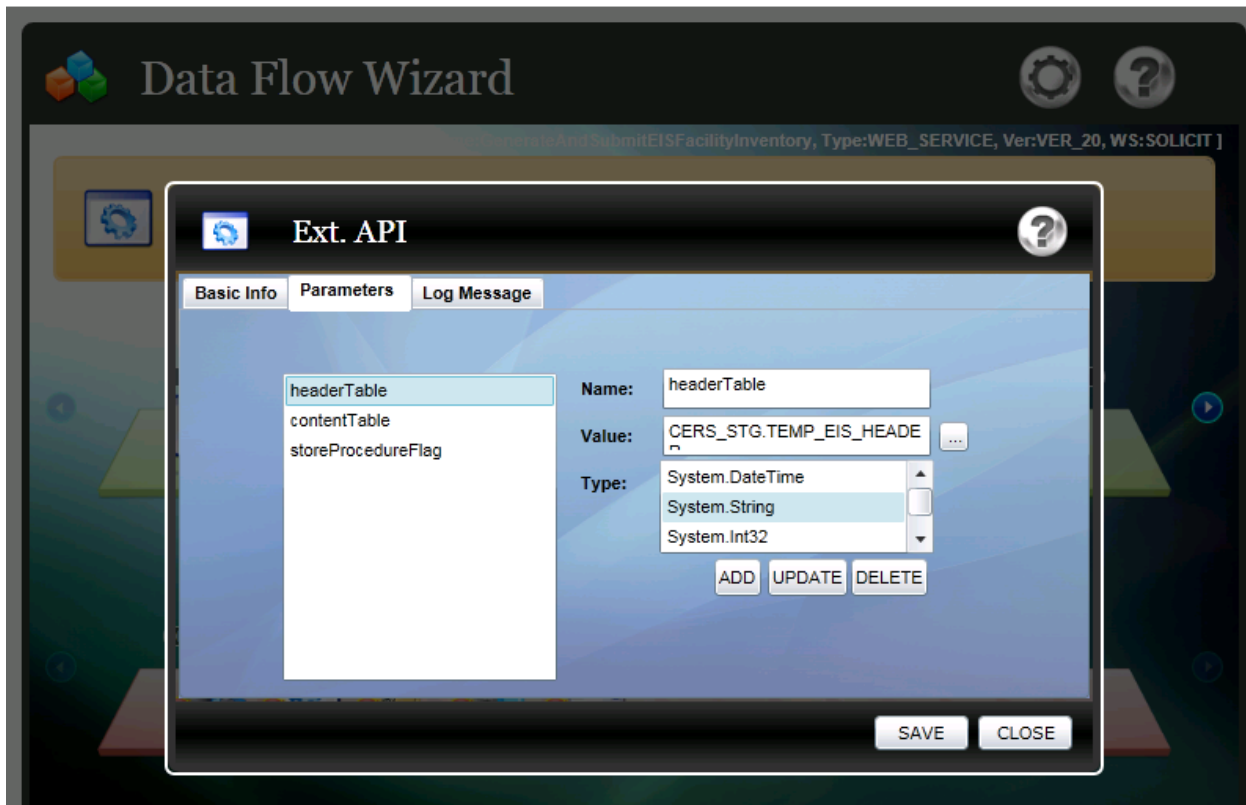 Data Flow Wizard
GenerateAndSubmitEISFacilityInventory, Type:WEB_SERVICE, Ver:VER_20, WS:SOLICIT ]
Ext. API
Basic Info
Parameters
Log Message
headerTable
contentTable
storeProcedureFlag
Name:
headerTable
Value:
CERS_STG.TEMP_EIS_HEADE
...
Type:
System.DateTime
System.String
System.Int32
ADD
UPDATE
DELETE
SAVE
CLOSE